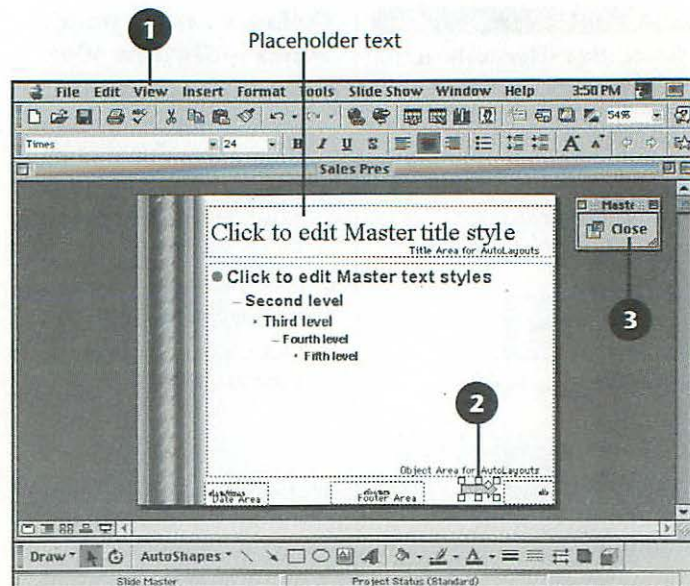 1
Placeholder text
File Edit View Insert Format Tools Slide Show Window Help 3:50 PM
54%
Times 24 B I U S A A
Sales Pres
Click to edit Master title style
Title Area for AutoLayouts
Close
Click to edit Master text styles
– Second level
• Third level
– Fourth level
• Fifth level
3
2
Object Area for AutoLayouts
Date Area
Footer Area
Draw AutoShapes A
Slide Master Project Status (Standard)